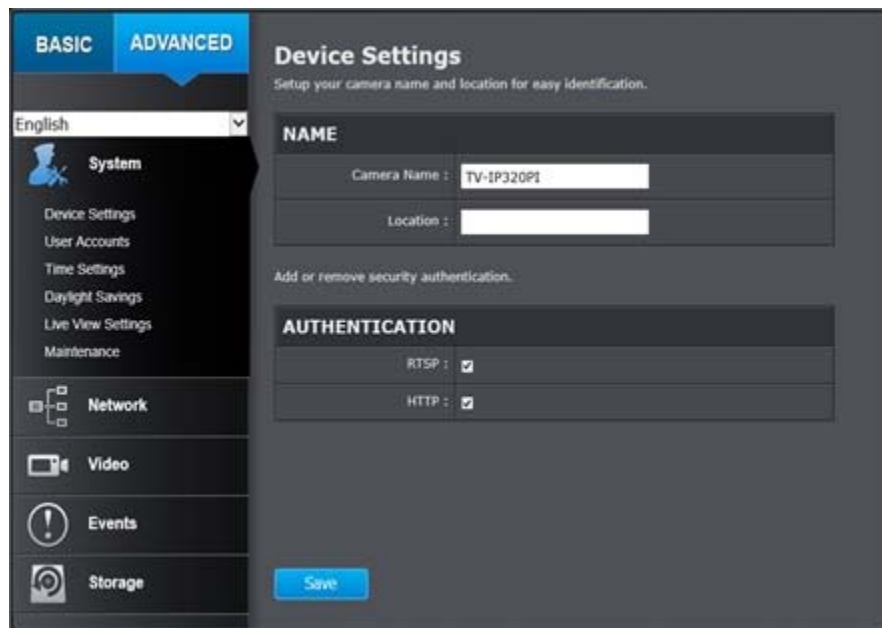 BASIC
ADVANCED
English
System
Device Settings
User Accounts
Time Settings
Daylight Savings
Live View Settings
Maintenance
Network
Video
Events
Storage
Device Settings
Setup your camera name and location for easy identification.
NAME
Camera Name : TV-IP320PI
Location :
Add or remove security authentication.
AUTHENTICATION
RTSP :
HTTP :
Save